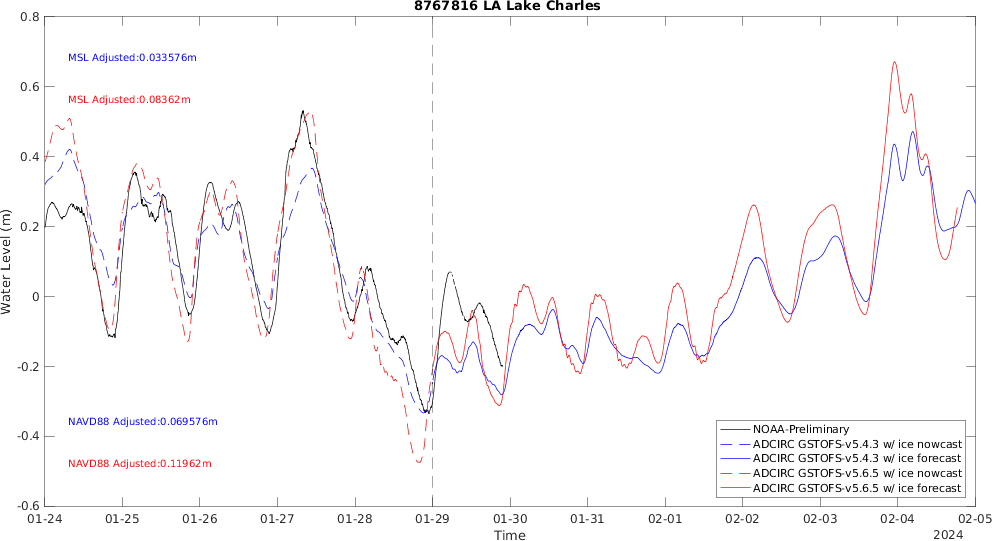 8767816 LA Lake Charles
0.8
0.6
0.4
0.2
0
-0.2
-0.4
-0.6
Water Level (m)
MSL Adjusted:0.033576m
MSL Adjusted:0.08362m
NAVD88 Adjusted:0.069576m
NAVD88 Adjusted:0.11962m
NOAA-Preliminary
ADCIRC GSTOFS-v5.4.3 w/ ice nowcast
ADCIRC GSTOFS-v5.4.3 w/ ice forecast
ADCIRC GSTOFS-v5.6.5 w/ ice nowcast
ADCIRC GSTOFS-v5.6.5 w/ ice forecast
01-24 01-25 01-26 01-27 01-28 01-29 01-30 01-31 02-01 02-02 02-03 02-04 02-05
Time
2024